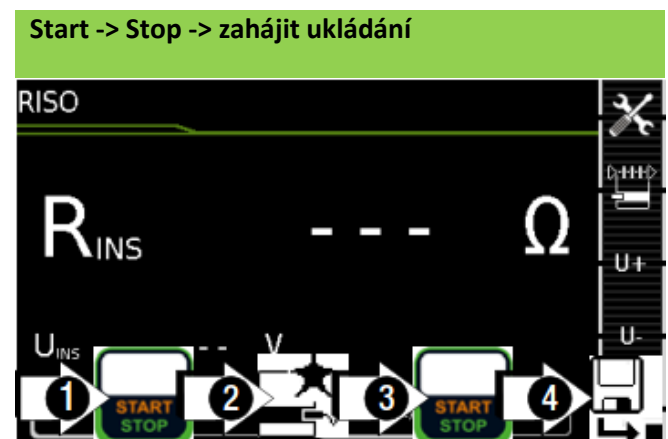 Start -> Stop -> zahájit ukládání
RISO
RINS --- Ω
U+
U-
UINS -- V
1 START STOP 2 3 START STOP 4